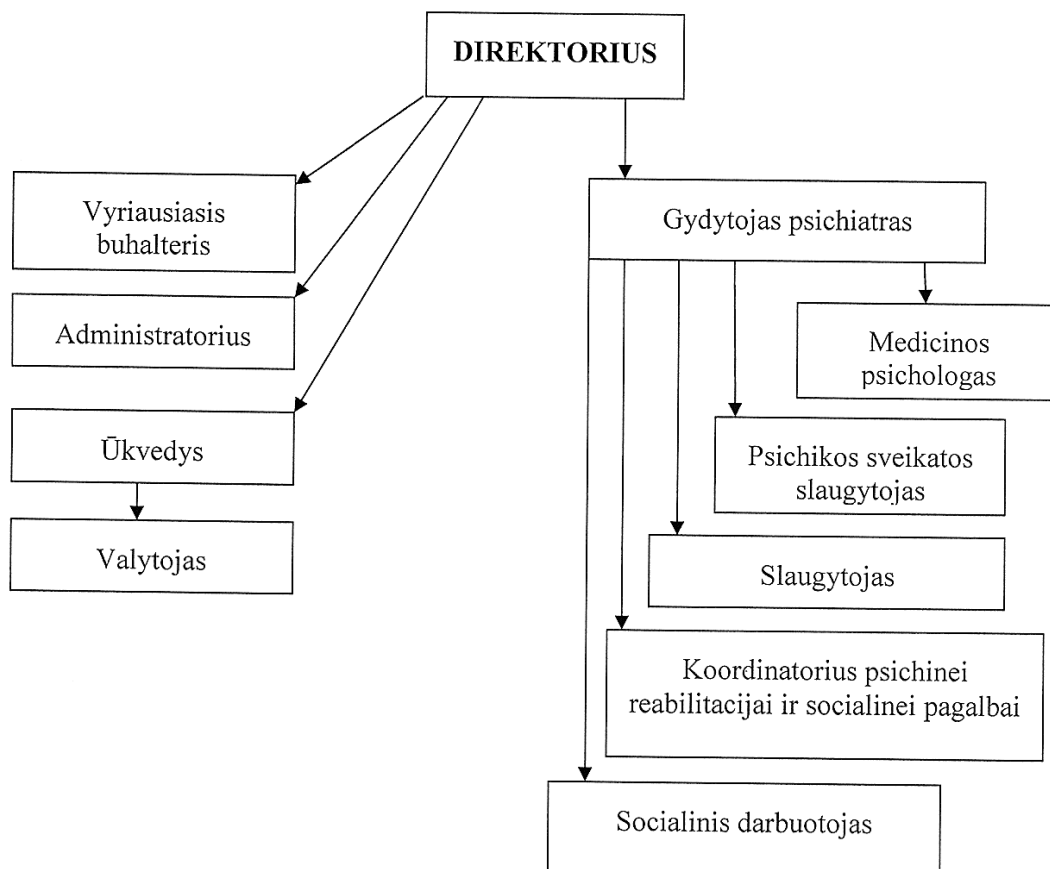 DIREKTORIUS
Vyriausiasis
buhalteris
Administratorius
Ūkvedys
Valytojas
Gydytojas psichiatras
Medicinos
psichologas
Psichikos sveikatos
slaugytojas
Slaugytojas
Koordinatorius psichinei
reabilitacijai ir socialinei pagalbai
Socialinis darbuotojas